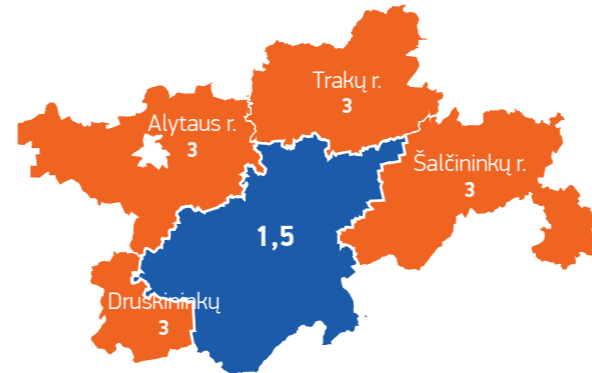 Trakų r.
3
Alytaus r.
3
Šalčininkų r.
3
1,5
Druskininkų
3